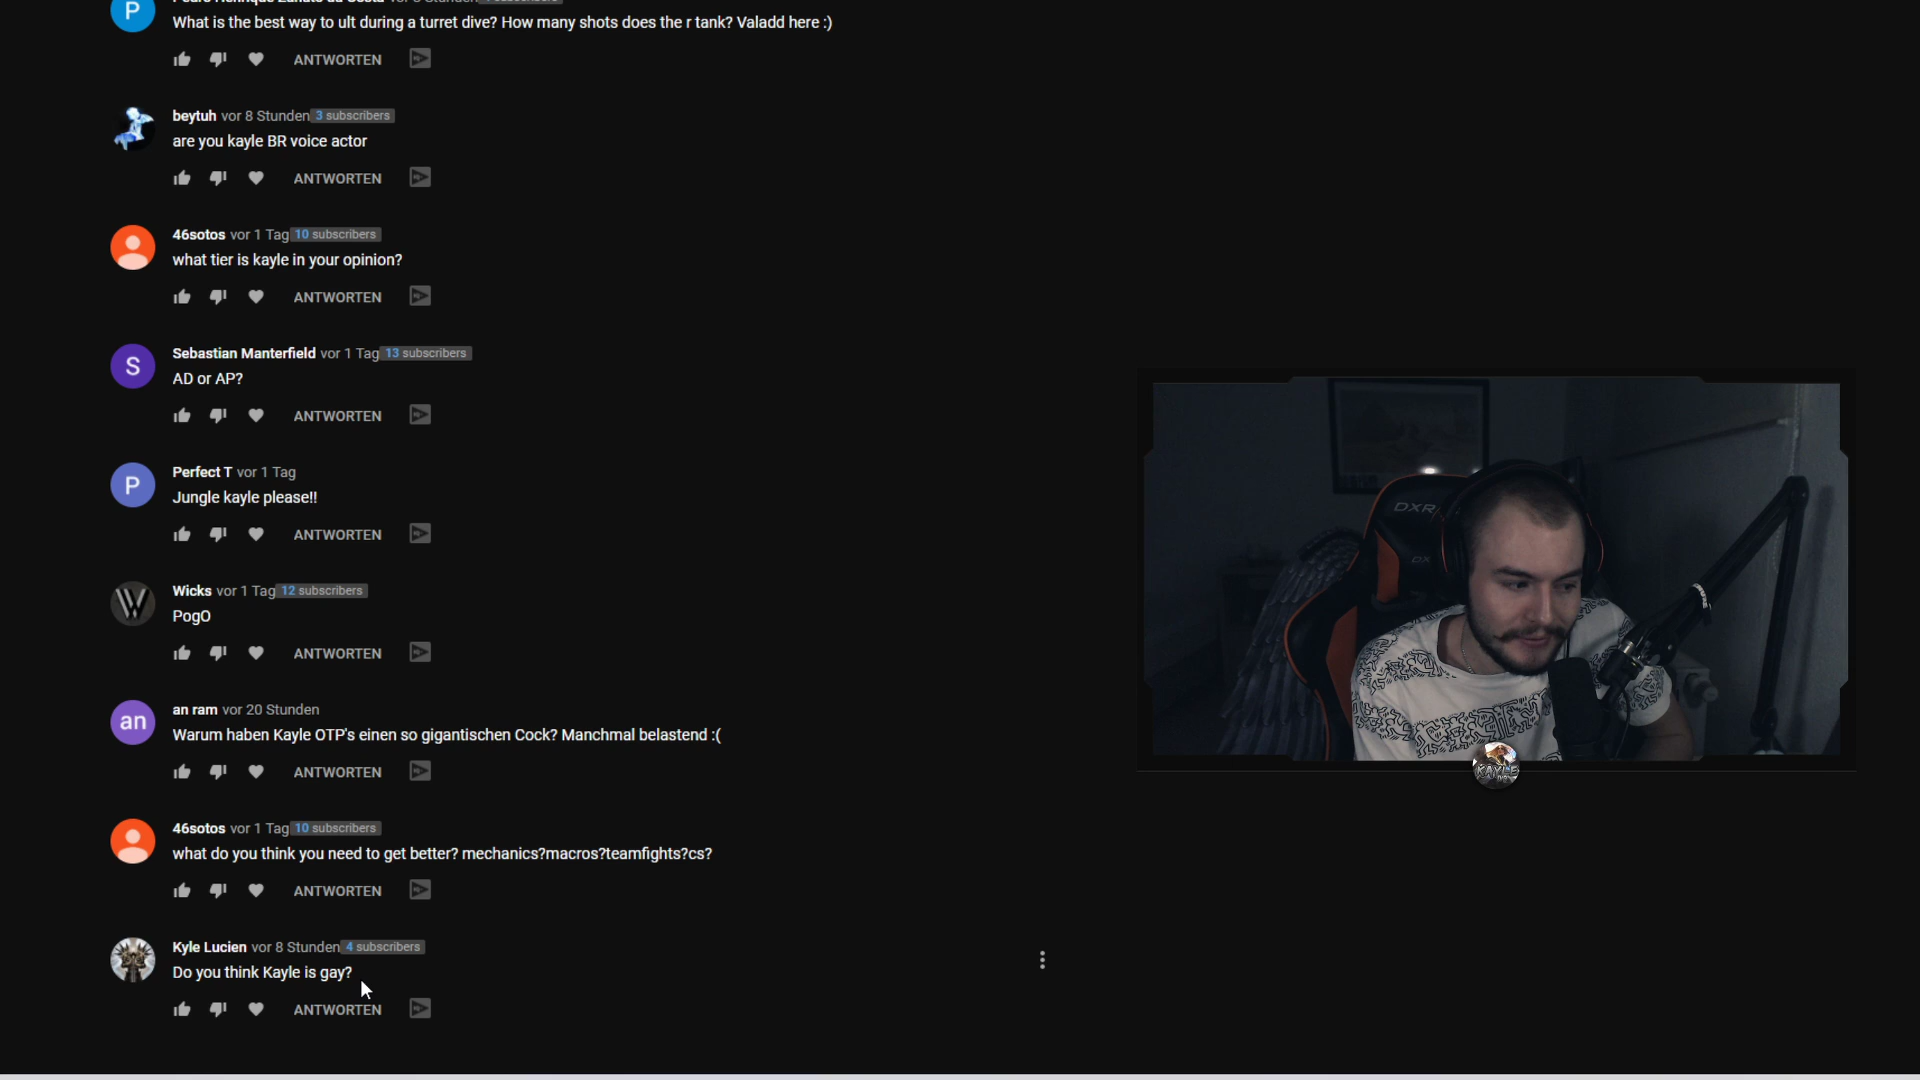 What is the best way to ult during a turret dive? How many shots does the r tank? Valadd here :)
ANTWORTEN
beytuh vor 8 Stunden 3 subscribers
are you kayle BR voice actor
ANTWORTEN
46sotos vor 1 Tag 10 subscribers
what tier is kayle in your opinion?
ANTWORTEN
Sebastian Manterfield vor 1 Tag 13 subscribers
AD or AP?
ANTWORTEN
Perfect T vor 1 Tag
Jungle kayle please!!
ANTWORTEN
Wicks vor 1 Tag 12 subscribers
PogO
ANTWORTEN
an ram vor 20 Stunden
Warum haben Kayle OTP's einen so gigantischen Cock? Manchmal belastend :(
ANTWORTEN
46sotos vor 1 Tag 10 subscribers
what do you think you need to get better? mechanics?macros?teamfights?cs?
ANTWORTEN
Kyle Lucien vor 8 Stunden 4 subscribers
Do you think Kayle is gay?
ANTWORTEN
P
S
P
W
an
DXR
DX
KAYLE